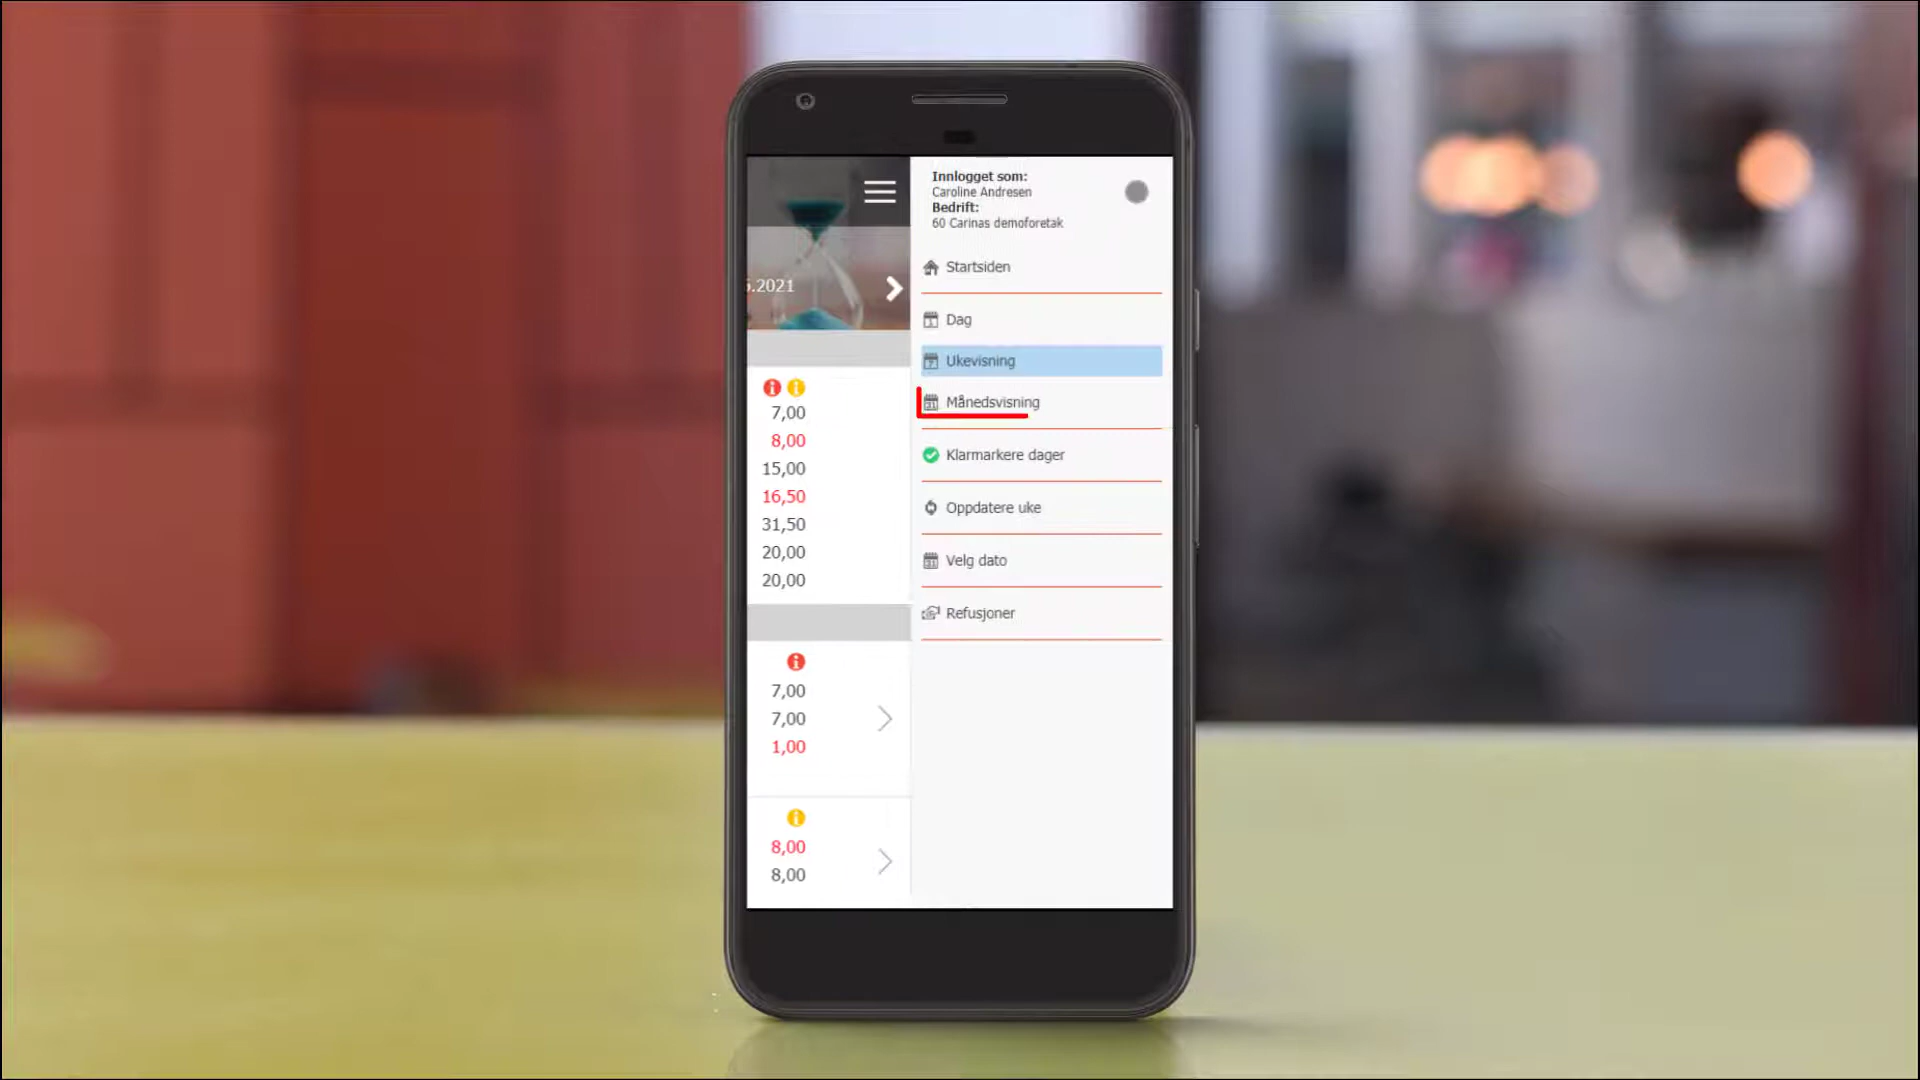 Innlogget som:
Caroline Andresen
Bedrift:
60 Carinas demoforetak
Startsiden
Dag
Ukevisning
Månedsvisning
Klarmarkere dager
Oppdatere uke
Velg dato
Refusjoner
.2021
7,00
8,00
15,00
16,50
31,50
20,00
20,00
7,00
7,00
1,00
8,00
8,00